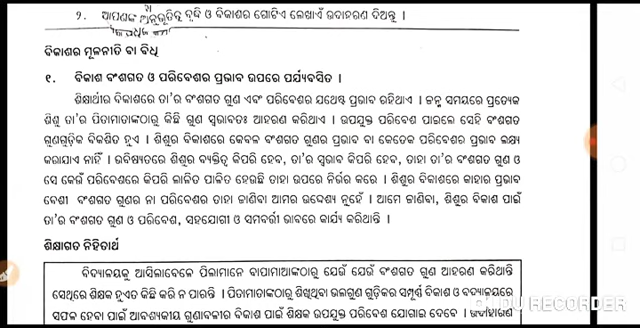 ୨. ଆପଣଙ୍କ ଅନୁଭୂତିରୁ ବୃଦ୍ଧି ଓ ବିକାଶର ଗୋଟିଏ ଲେଖାଏଁ ଉଦାହରଣ ଦିଅନ୍ତୁ ।
ବିକାଶର ମୂଳନୀତି ବା ବିଧି
୧. ବିକାଶ ବଂଶଗତ ଓ ପରିବେଶର ପ୍ରଭାବ ଉପରେ ପର୍ଯ୍ୟବସିତ ।
ଶିକ୍ଷାର୍ଥୀର ବିକାଶରେ ତା'ର ବଂଶଗତ ଗୁଣ ଏବଂ ପରିବେଶର ଯଥେଷ୍ଟ ପ୍ରଭାବ ରହିଥାଏ । ଜନ୍ମ ସମୟରେ ପ୍ରତ୍ୟେକ
ଶିଶୁ ତା'ର ପିତାମାତାଙ୍କଠାରୁ କିଛି ଗୁଣ ସ୍ୱଭାବତଃ ଆହରଣ କରିଥାଏ । ଉପଯୁକ୍ତ ପରିବେଶ ପାଇଲେ ସେହି ବଂଶଗତ
ଗୁଣଗୁଡ଼ିକ ବିକଶିତ ହୁଏ । ଶିଶୁର ବିକାଶରେ କେବଳ ବଂଶଗତ ଗୁଣର ପ୍ରଭାବ ବା କେତେକ ପରିବେଶର ପ୍ରଭାବ ଲକ୍ଷ୍ୟ
କରାଯାଏ ନାହିଁ । ଭବିଷ୍ୟତରେ ଶିଶୁର ବ୍ୟକ୍ତିତ୍ୱ କିପରି ହେବ, ତା'ର ସ୍ୱଭାବ କିପରି ହେବ, ତାହା ତା'ର ବଂଶଗତ ଗୁଣ ଓ
ସେ କେଉଁ ପରିବେଶରେ କିପରି ଲାଳିତ ପାଳିତ ହେଉଛି ତାହା ଉପରେ ନିର୍ଭର କରେ । ଶିଶୁର ବିକାଶରେ କାହାର ପ୍ରଭାବ
ବେଶୀ ବଂଶଗତ ଗୁଣର ନା ପରିବେଶର ତାହା ଜାଣିବା ଆମର ଉଦ୍ଦେଶ୍ୟ ନୁହେଁ । ଆମେ ଜାଣିବା, ଶିଶୁର ବିକାଶ ପାଇଁ
ତା'ର ବଂଶଗତ ଗୁଣ ଓ ପରିବେଶ, ସହଯୋଗୀ ଓ ସମବର୍ତ୍ତୀ ଭାବରେ କାର୍ଯ୍ୟ କରିଥାନ୍ତି ।
ଶିକ୍ଷାଗତ ନିହିତାର୍ଥ
ବିଦ୍ୟାଳୟକୁ ଆସିଲାବେଳେ ପିଲାମାନେ ବାପାମାଆଙ୍କଠାରୁ ଯେଉଁ ଯେଉଁ ବଂଶଗତ ଗୁଣ ଆହରଣ କରିଥାନ୍ତି
ସେଥିରେ ଶିକ୍ଷକ ହୁଏତ କିଛି କରି ନ ପାରନ୍ତି । ପିତାମାତାଙ୍କଠାରୁ ଶିଖିଥିବା ଭଲଗୁଣ ଗୁଡ଼ିକର ସମ୍ପୂର୍ଣ୍ଣ ବିକାଶ ଓ ବିଦ୍ୟାଳୟରେ
ସଫଳ ହେବା ପାଇଁ ଆବଶ୍ୟକୀୟ ଗୁଣାବଳୀର ବିକାଶ ପାଇଁ ଶିକ୍ଷକ ଉପଯୁକ୍ତ ପରିବେଶ ଯୋଗାଇ ଦେବେ । ଉଦାହରଣ
DU RECORDER